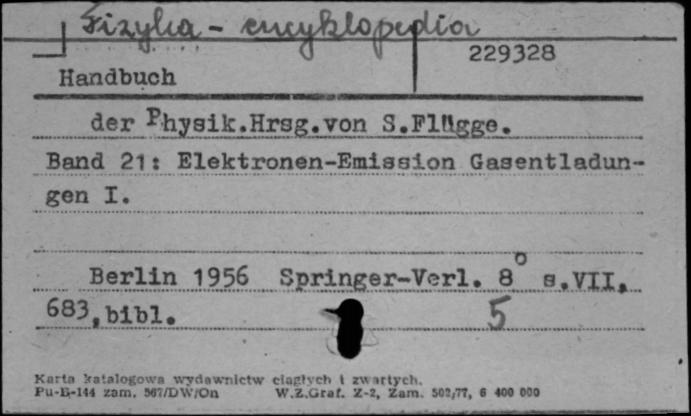 Fizyka - encyklopedia
229328
Handbuch
der Physik.Hrsg.von S.Flügge.
Band 21: Elektronen-Emission Gasentladun-
gen I.
Berlin 1956 Springer-Verl. 8° s.VII,
683,bibl. 5
Karta katalogowa wydawnictw ciągłych i zwartych.
Pu-B-144 zam. 567/DW/On W.Z.Graf. Z-2, Zam. 502/77, 6 400 000